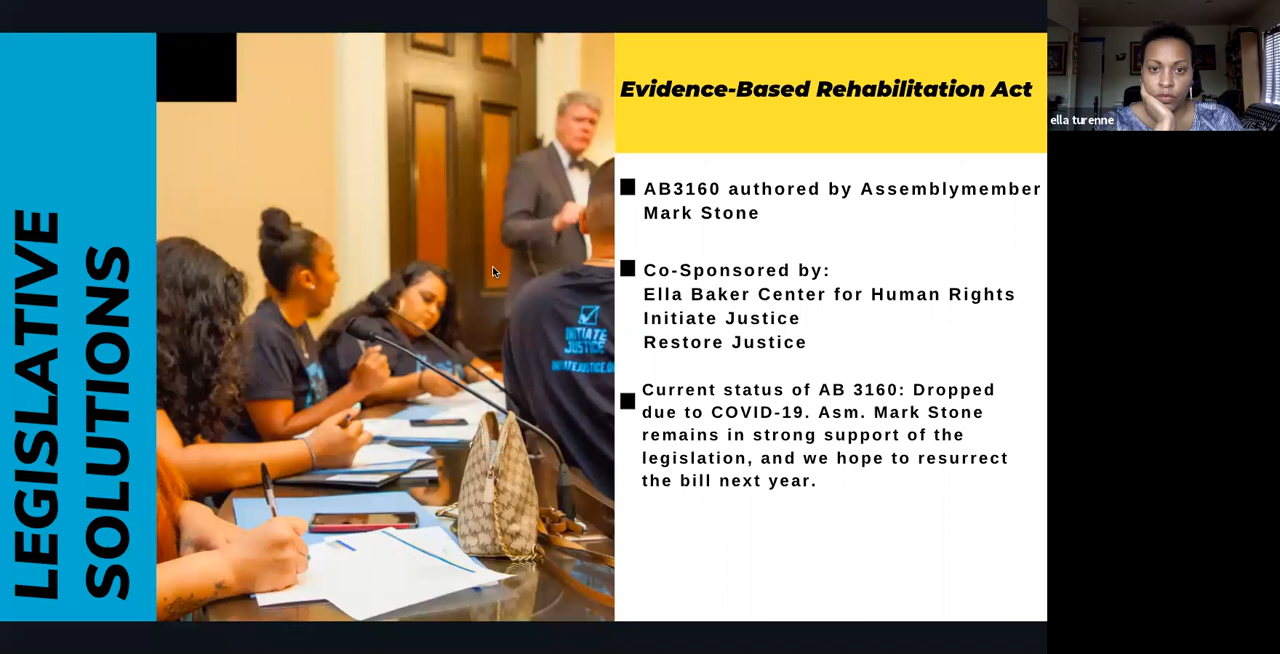 LEGISLATIVE
SOLUTIONS
INITIATE
JUSTICE
Evidence-Based Rehabilitation Act
AB3160 authored by Assemblymember
Mark Stone
Co-Sponsored by:
Ella Baker Center for Human Rights
Initiate Justice
Restore Justice
Current status of AB 3160: Dropped
due to COVID-19. Asm. Mark Stone
remains in strong support of the
legislation, and we hope to resurrect
the bill next year.
ella turenne